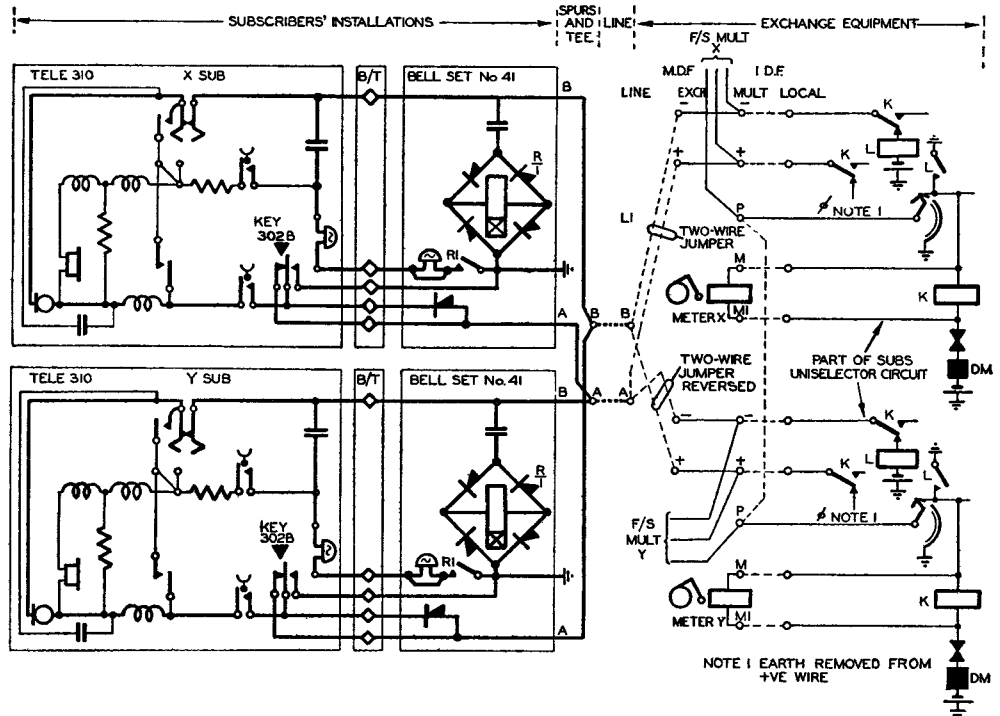 SUBSCRIBERS' INSTALLATIONS
SPURS AND TEE
LINE
EXCHANGE EQUIPMENT
F/S MULT
X
M.D.F
I D.F.
LINE
EXCH
MULT
LOCAL
TELE 310
X SUB
B/T
BELL SET No. 41
B
R
1
KEY
302B
R1
A
B
B
A
A
LI
TWO-WIRE
JUMPER
-
-
+
+
P
K
L
K
L
φ NOTE 1
M
M1
METER X
K
DM
PART OF SUBS
UNISELECTOR CIRCUIT
TELE 310
Y SUB
B/T
BELL SET No. 41
B
R
1
KEY
302B
R1
A
TWO-WIRE
JUMPER
REVERSED
-
-
+
+
P
K
L
K
L
φ NOTE 1
F/S
MULT
Y
M
M1
METER Y
K
DM
NOTE 1 EARTH REMOVED FROM
+VE WIRE